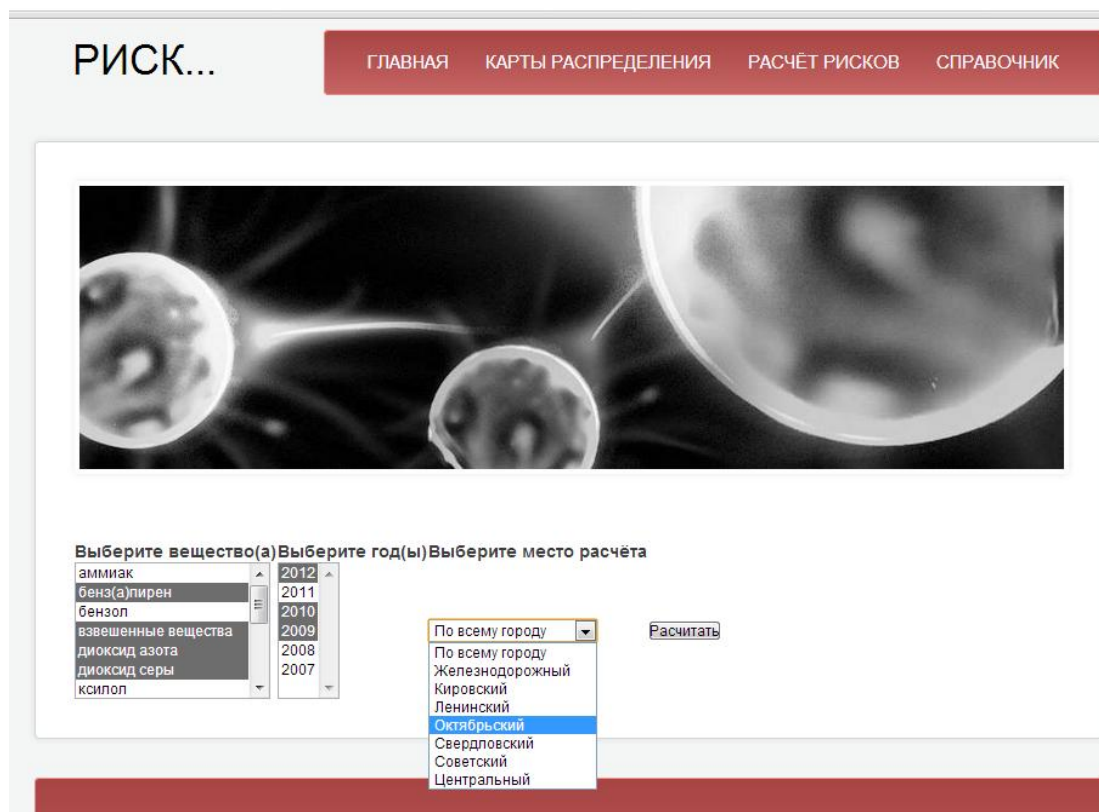 РИСК...
ГЛАВНАЯ КАРТЫ РАСПРЕДЕЛЕНИЯ РАСЧЁТ РИСКОВ СПРАВОЧНИК
Выберите вещество(а)
аммиак
бенз(а)пирен
бензол
взвешенные вещества
диоксид азота
диоксид серы
ксилол
Выберите год(ы)
2012
2011
2010
2009
2008
2007
Выберите место расчёта
По всему городу
По всему городу
Железнодорожный
Кировский
Ленинский
Октябрьский
Свердловский
Советский
Центральный
Расчитать